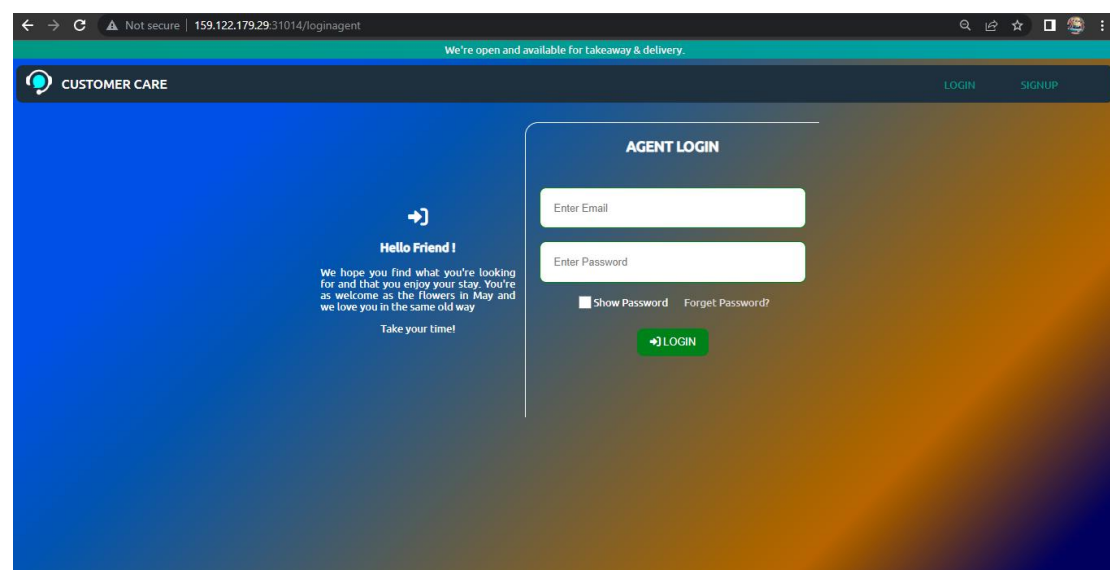 Not secure | 159.122.179.29:31014/loginagent
We're open and available for takeaway & delivery.
CUSTOMER CARE
LOGIN
SIGNUP
Hello Friend !
We hope you find what you're looking
for and that you enjoy your stay. You're
as welcome as the flowers in May and
we love you in the same old way
Take your time!
AGENT LOGIN
Enter Email
Enter Password
Show Password Forget Password?
LOGIN